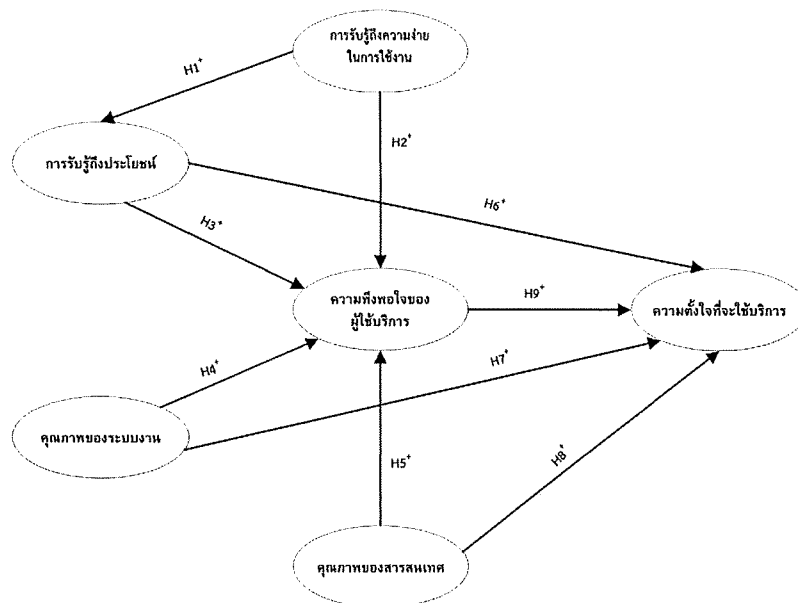 การรับรู้ถึงความง่าย
ในการใช้งาน
H1+
H2+
การรับรู้ถึงประโยชน์
H3+
H6+
ความพึงพอใจของ
ผู้ใช้บริการ
H9+
ความตั้งใจที่จะใช้บริการ
H4+
H7+
คุณภาพของระบบงาน
H5+
H8+
คุณภาพของสารสนเทศ